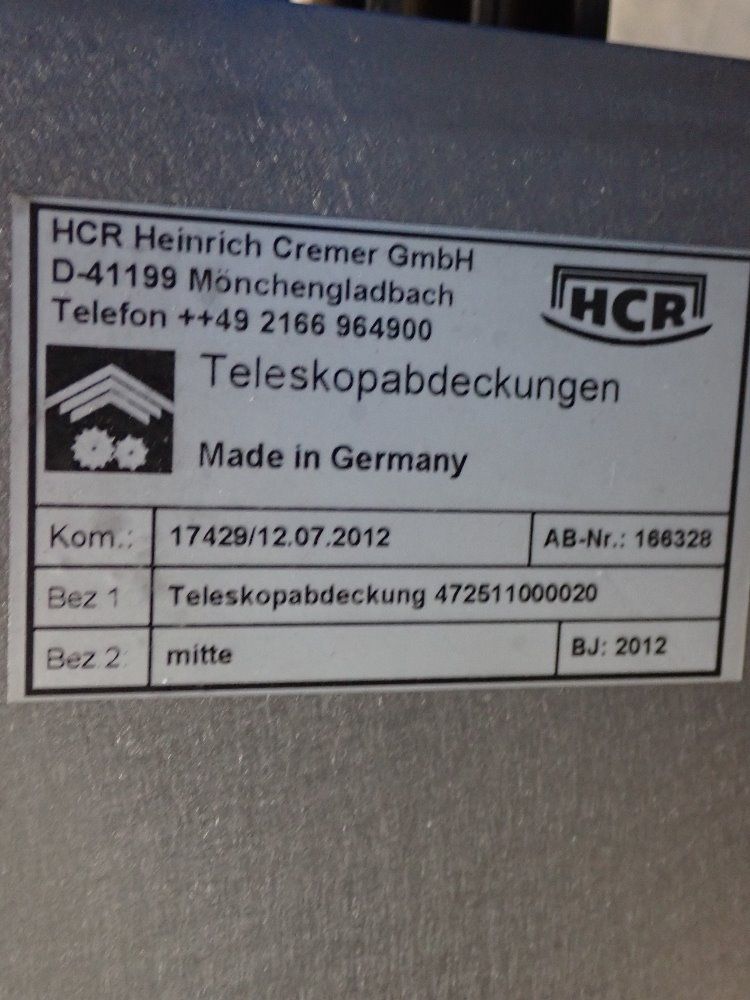 HCR Heinrich Cremer GmbH
D-41199 Mönchengladbach
Telefon ++49 2166 964900
HCR
Teleskopabdeckungen
Made in Germany
Kom.: 17429/12.07.2012 AB-Nr.: 166328
Bez 1 Teleskopabdeckung 472511000020
Bez.2: mitte BJ: 2012